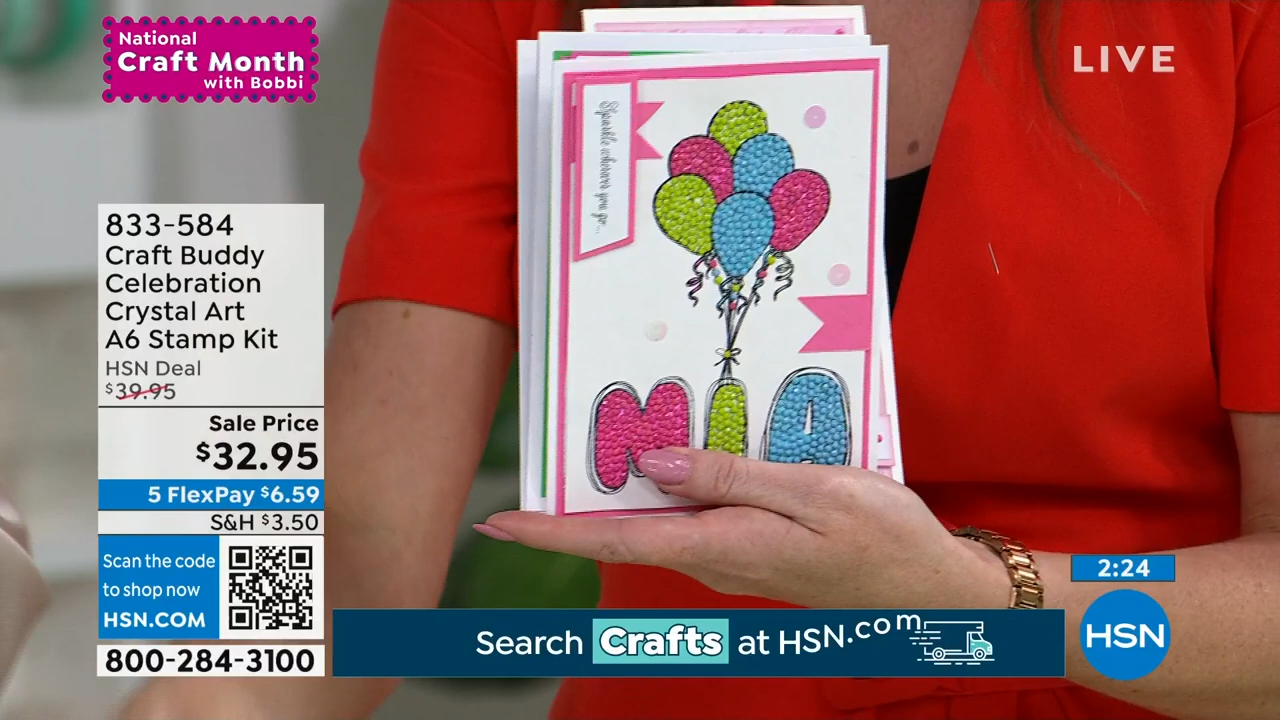 National
Craft Month
with Bobbi
LIVE
Sparkle wherever you go...
MIA
833-584
Craft Buddy
Celebration
Crystal Art
A6 Stamp Kit
HSN Deal
$39.95
Sale Price
$32.95
5 FlexPay $6.59
S&H $3.50
Scan the code
to shop now
HSN.COM
800-284-3100
2:24
Search Crafts at HSN.com
HSN